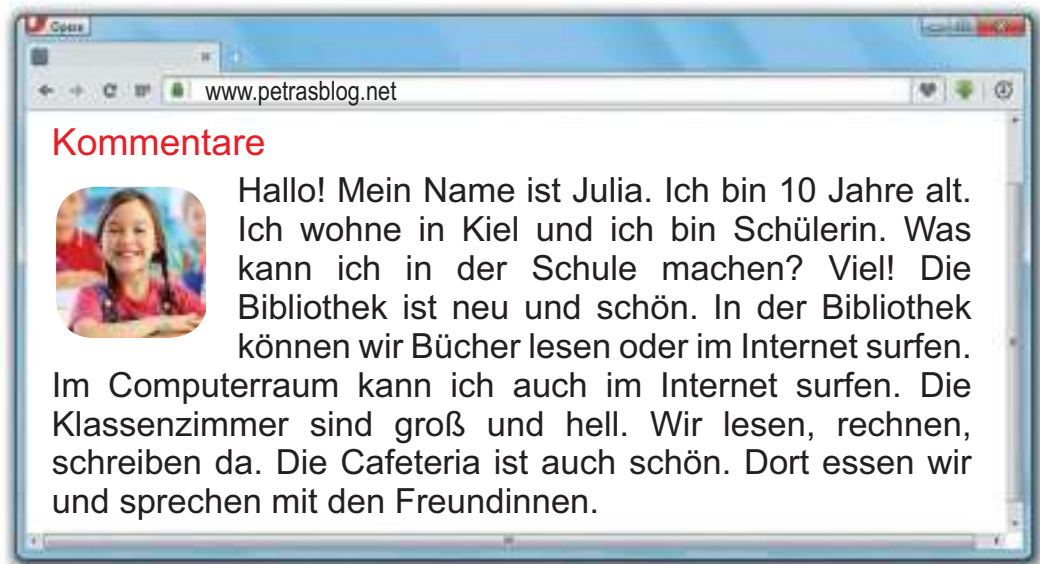 Opera
www.petrasblog.net
Kommentare
Hallo! Mein Name ist Julia. Ich bin 10 Jahre alt.
Ich wohne in Kiel und ich bin Schülerin. Was
kann ich in der Schule machen? Viel! Die
Bibliothek ist neu und schön. In der Bibliothek
können wir Bücher lesen oder im Internet surfen.
Im Computerraum kann ich auch im Internet surfen. Die
Klassenzimmer sind groß und hell. Wir lesen, rechnen,
schreiben da. Die Cafeteria ist auch schön. Dort essen wir
und sprechen mit den Freundinnen.